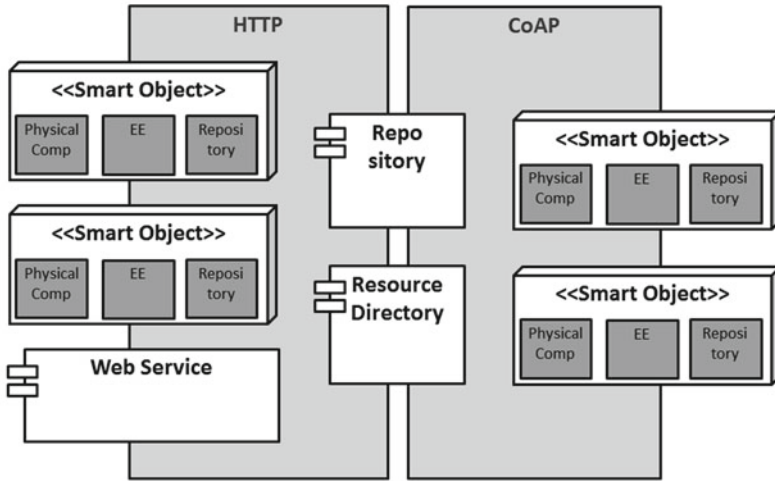 HTTP
CoAP
<<Smart Object>>
Physical
Comp
EE
Reposi
tory
<<Smart Object>>
Physical
Comp
EE
Reposi
tory
Web Service
Repo
sitory
Resource
Directory
<<Smart Object>>
Physical
Comp
EE
Reposi
tory
<<Smart Object>>
Physical
Comp
EE
Reposi
tory